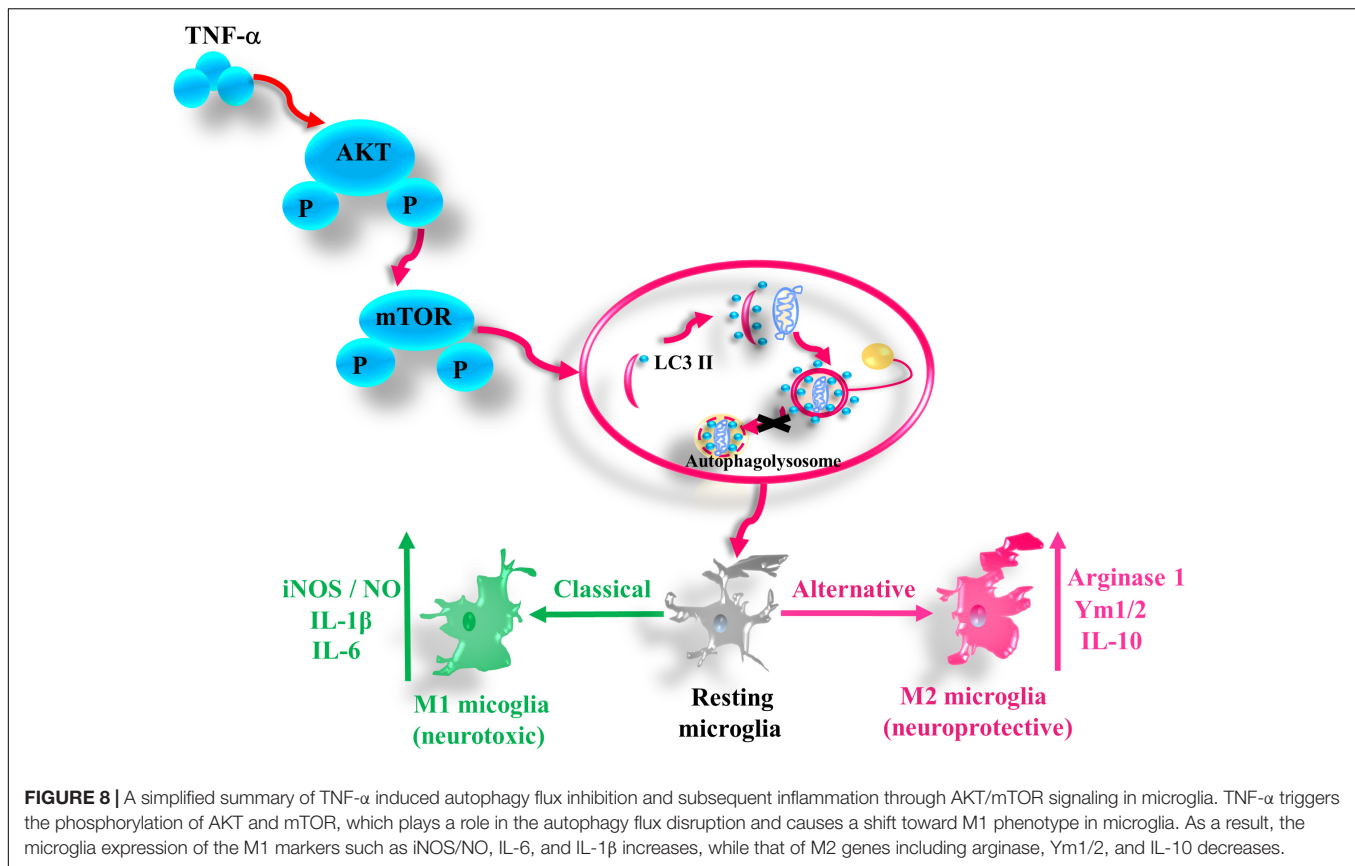 TNF-α
AKT
P
P
mTOR
P
P
LC3 II
Autophagolysosome
iNOS / NO
IL-1β
IL-6
Classical
Alternative
Arginase 1
Ym1/2
IL-10
M1 micoglia
(neurotoxic)
Resting
microglia
M2 microglia
(neuroprotective)
FIGURE 8 | A simplified summary of TNF-α induced autophagy flux inhibition and subsequent inflammation through AKT/mTOR signaling in microglia. TNF-α triggers
the phosphorylation of AKT and mTOR, which plays a role in the autophagy flux disruption and causes a shift toward M1 phenotype in microglia. As a result, the
microglia expression of the M1 markers such as iNOS/NO, IL-6, and IL-1β increases, while that of M2 genes including arginase, Ym1/2, and IL-10 decreases.